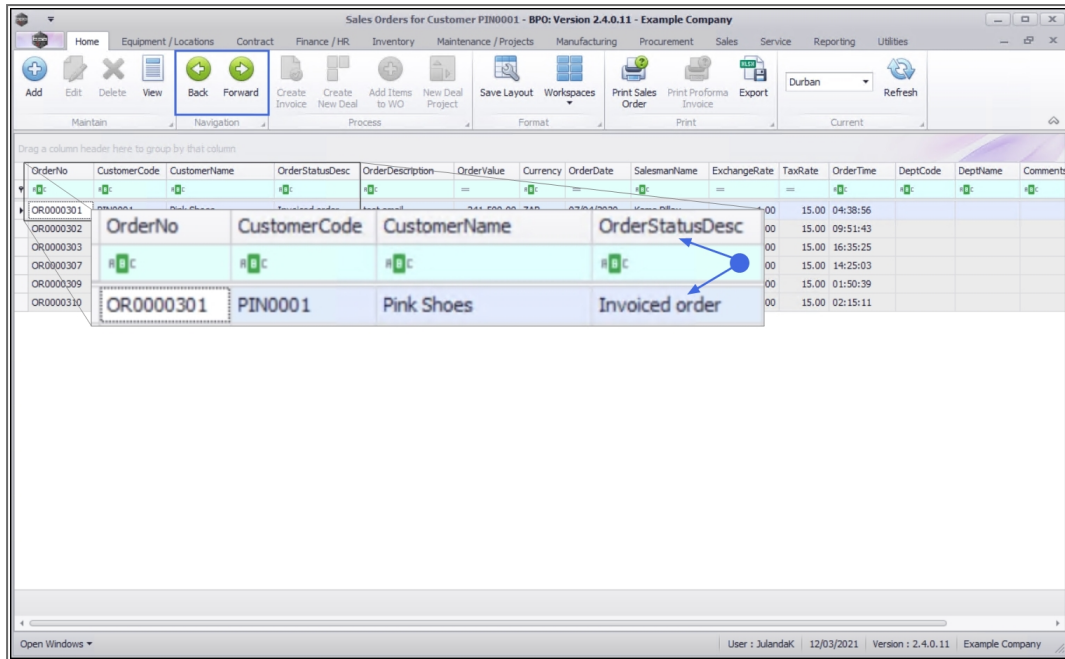 Sales Orders for Customer PIN0001 - BPO: Version 2.4.0.11 - Example Company
Home Equipment / Locations Contract Finance / HR Inventory Maintenance / Projects Manufacturing Procurement Sales Service Reporting Utilities
Add Edit Delete View Back Forward Create Invoice Create New Deal Add Items to WO New Deal Project Save Layout Workspaces Print Sales Order Print Proforma Invoice Export Durban Refresh
Maintain Navigation Process Format Print Current
Drag a column header here to group by that column
OrderNo CustomerCode CustomerName OrderStatusDesc OrderDescription OrderValue Currency OrderDate SalesmanName ExchangeRate TaxRate OrderTime DeptCode DeptName Comments
OR0000301 15.00 04:38:56
OR0000302 15.00 09:51:43
OR0000303 15.00 16:35:25
OR0000307 15.00 14:25:03
OR0000309 15.00 01:50:39
OR0000310 15.00 02:15:11
OrderNo CustomerCode CustomerName OrderStatusDesc
OR0000301 PIN0001 Pink Shoes Invoiced order
Open Windows User : JulandaK 12/03/2021 Version : 2.4.0.11 Example Company